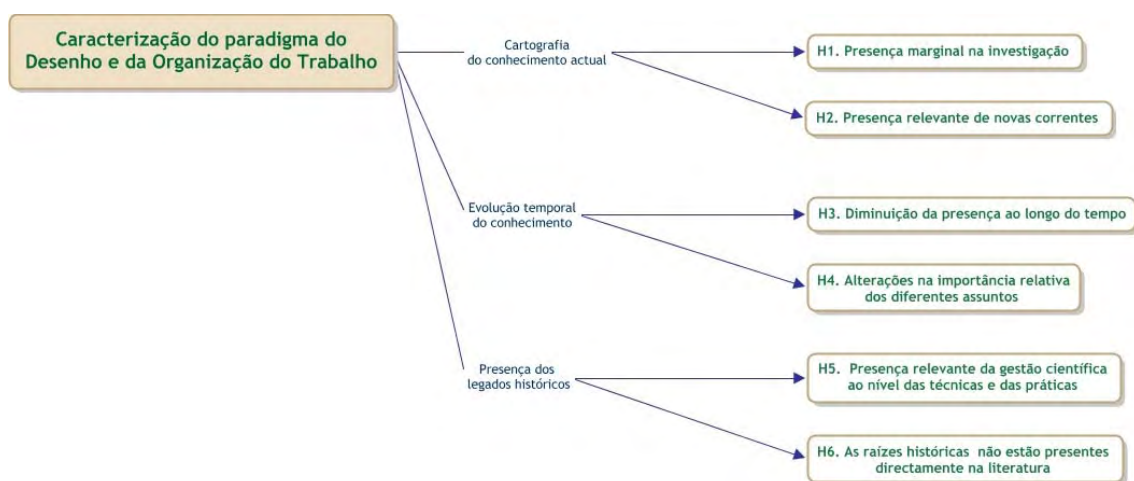 Caracterização do paradigma do
Desenho e da Organização do Trabalho
Cartografia
do conhecimento actual
H1. Presença marginal na investigação
H2. Presença relevante de novas correntes
Evolução temporal
do conhecimento
H3. Diminuição da presença ao longo do tempo
H4. Alterações na importância relativa
dos diferentes assuntos
Presença dos
legados históricos
H5. Presença relevante da gestão científica
ao nível das técnicas e das práticas
H6. As raízes históricas não estão presentes
directamente na literatura